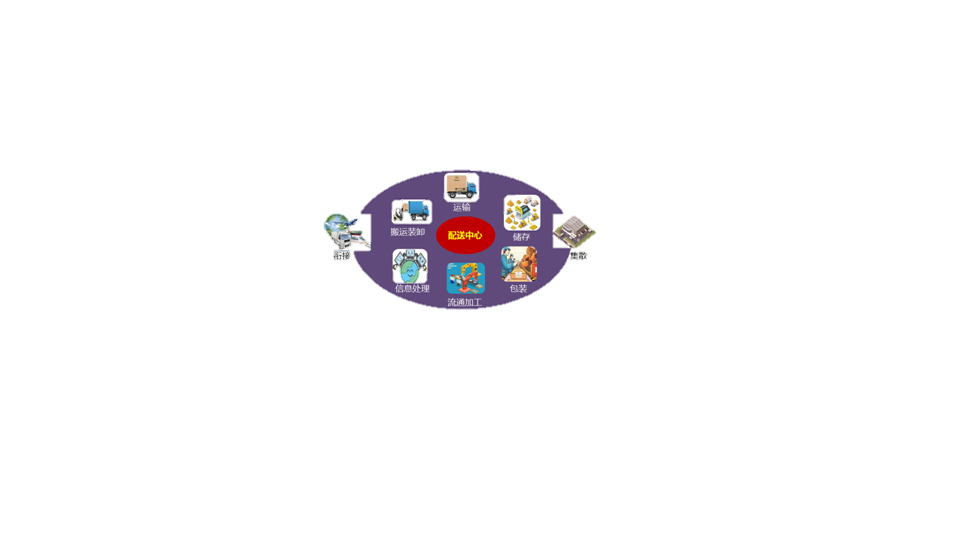 运输
搬运装卸
储存
配送中心
衔接
集散
信息处理
包装
流通加工